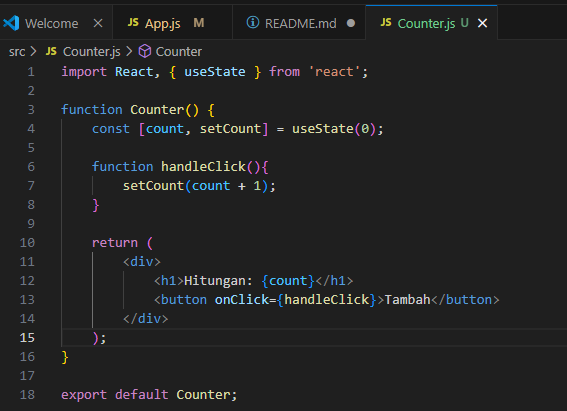 Welcome JS App.js M README.md JS Counter.js U
src > JS Counter.js > Counter
1 import React, { useState } from 'react';
2
3 function Counter() {
4     const [count, setCount] = useState(0);
5
6     function handleClick(){
7         setCount(count + 1);
8     }
9
10     return (
11         <div>
12             <h1>Hitungan: {count}</h1>
13             <button onClick={handleClick}>Tambah</button>
14         </div>
15     );
16 }
17
18 export default Counter;